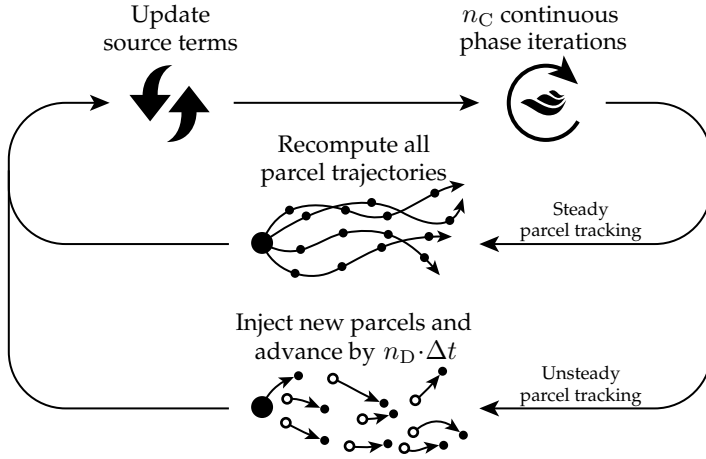 Update
source terms
n_C continuous
phase iterations
Recompute all
parcel trajectories
Steady
parcel tracking
Inject new parcels and
advance by n_D·Δt
Unsteady
parcel tracking